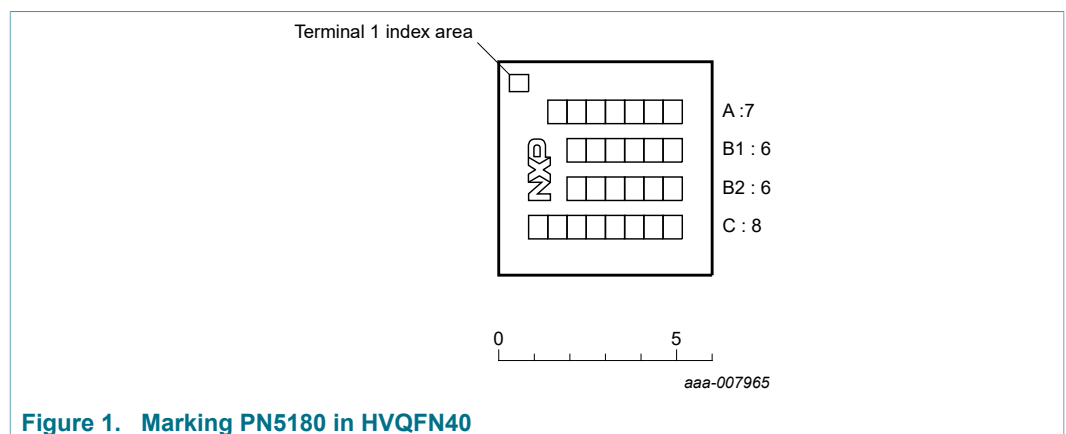 Terminal 1 index area
A :7
B1 : 6
NXP
B2 : 6
C : 8
0 5
aaa-007965
Figure 1. Marking PN5180 in HVQFN40